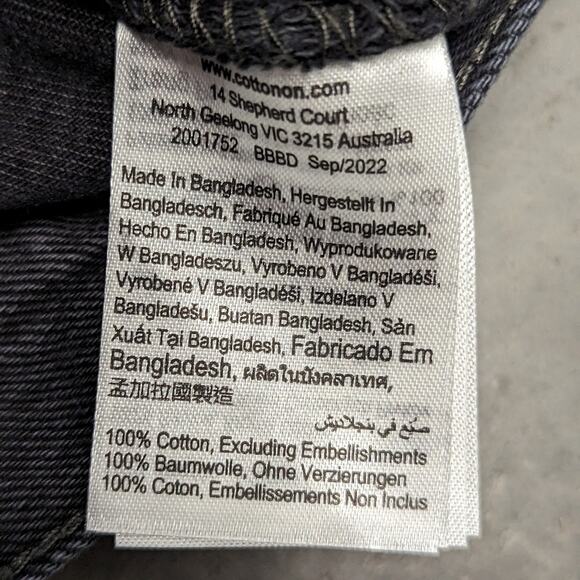 www.cottonon.com
14 Shepherd Court
North Geelong VIC 3215 Australia
2001752 BBBD Sep/2022
Made In Bangladesh, Hergestellt In
Bangladesch, Fabriqué Au Bangladesh,
Hecho En Bangladesh, Wyprodukowane
W Bangladeszu, Vyrobeno V Bangladéši,
Vyrobené V Bangladéši, Izdelano V
Bangladešu, Buatan Bangladesh, Sản
Xuất Tại Bangladesh, Fabricado Em
Bangladesh, ผลิตในบังคลาเทศ,
孟加拉國製造
صنع في بنجلاديش
100% Cotton, Excluding Embellishments
100% Baumwolle, Ohne Verzierungen
100% Coton, Embellissements Non Inclus